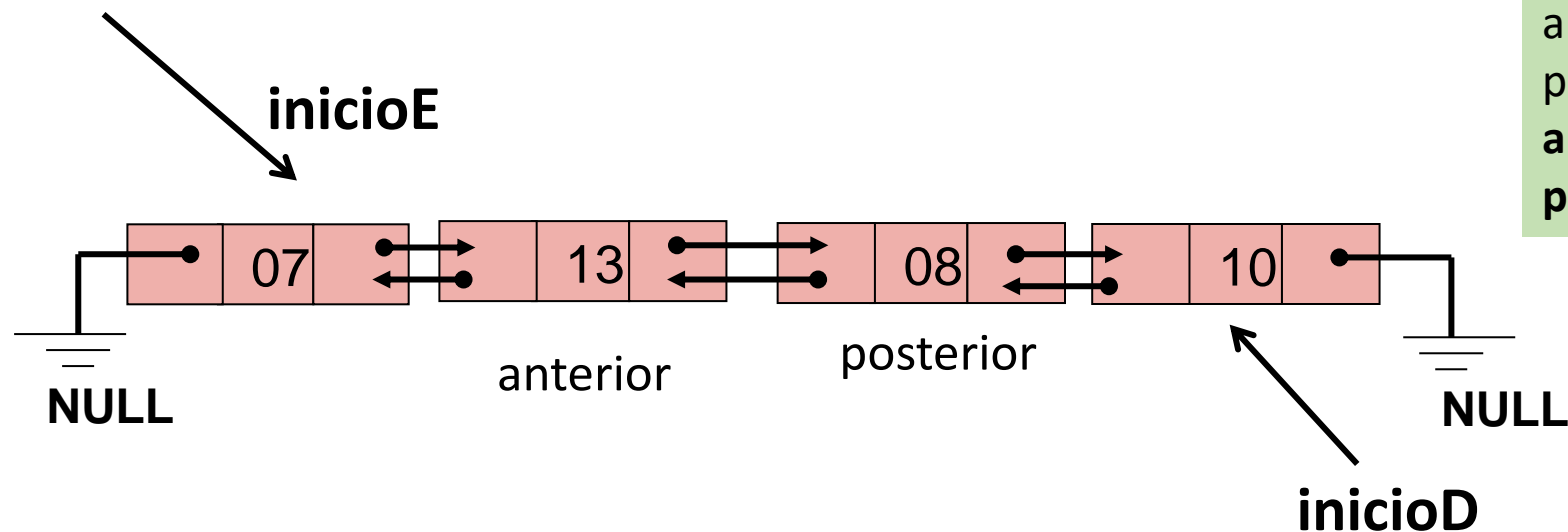 inicioE
07 13 08 10
anterior
posterior
NULL
NULL
inicioD